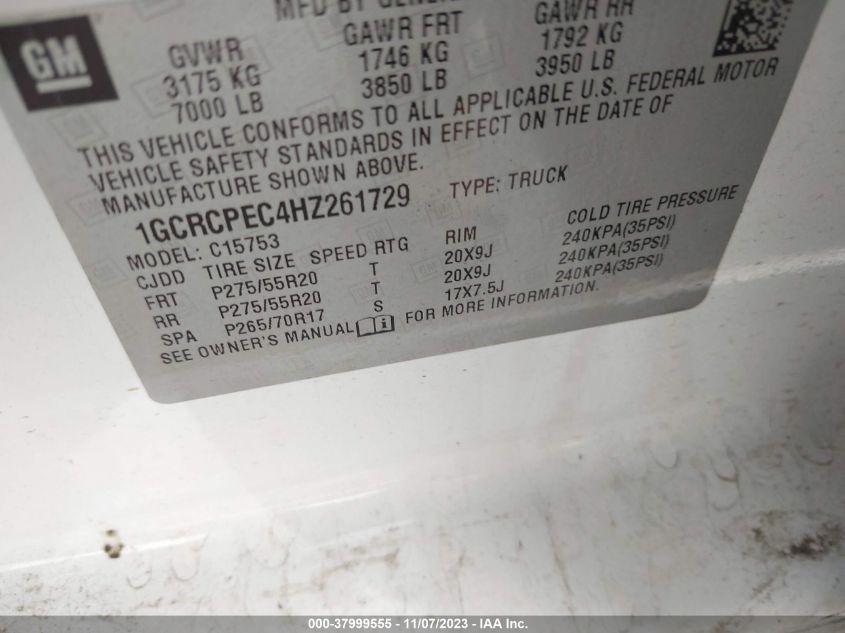 MFD BY GENE
GM
GVWR GAWR FRT GAWR RR
3175 KG 1746 KG 1792 KG
7000 LB 3850 LB 3950 LB
THIS VEHICLE CONFORMS TO ALL APPLICABLE U.S. FEDERAL MOTOR
VEHICLE SAFETY STANDARDS IN EFFECT ON THE DATE OF
MANUFACTURE SHOWN ABOVE.
1GCRCPEC4HZ261729 TYPE: TRUCK
MODEL: C15753
CJDD TIRE SIZE SPEED RTG RIM COLD TIRE PRESSURE
FRT P275/55R20 T 20X9J 240KPA(35PSI)
RR P275/55R20 T 20X9J 240KPA(35PSI)
SPA P265/70R17 S 17X7.5J 240KPA(35PSI)
SEE OWNER'S MANUAL i FOR MORE INFORMATION.
000-37999555 - 11/07/2023 - IAA Inc.